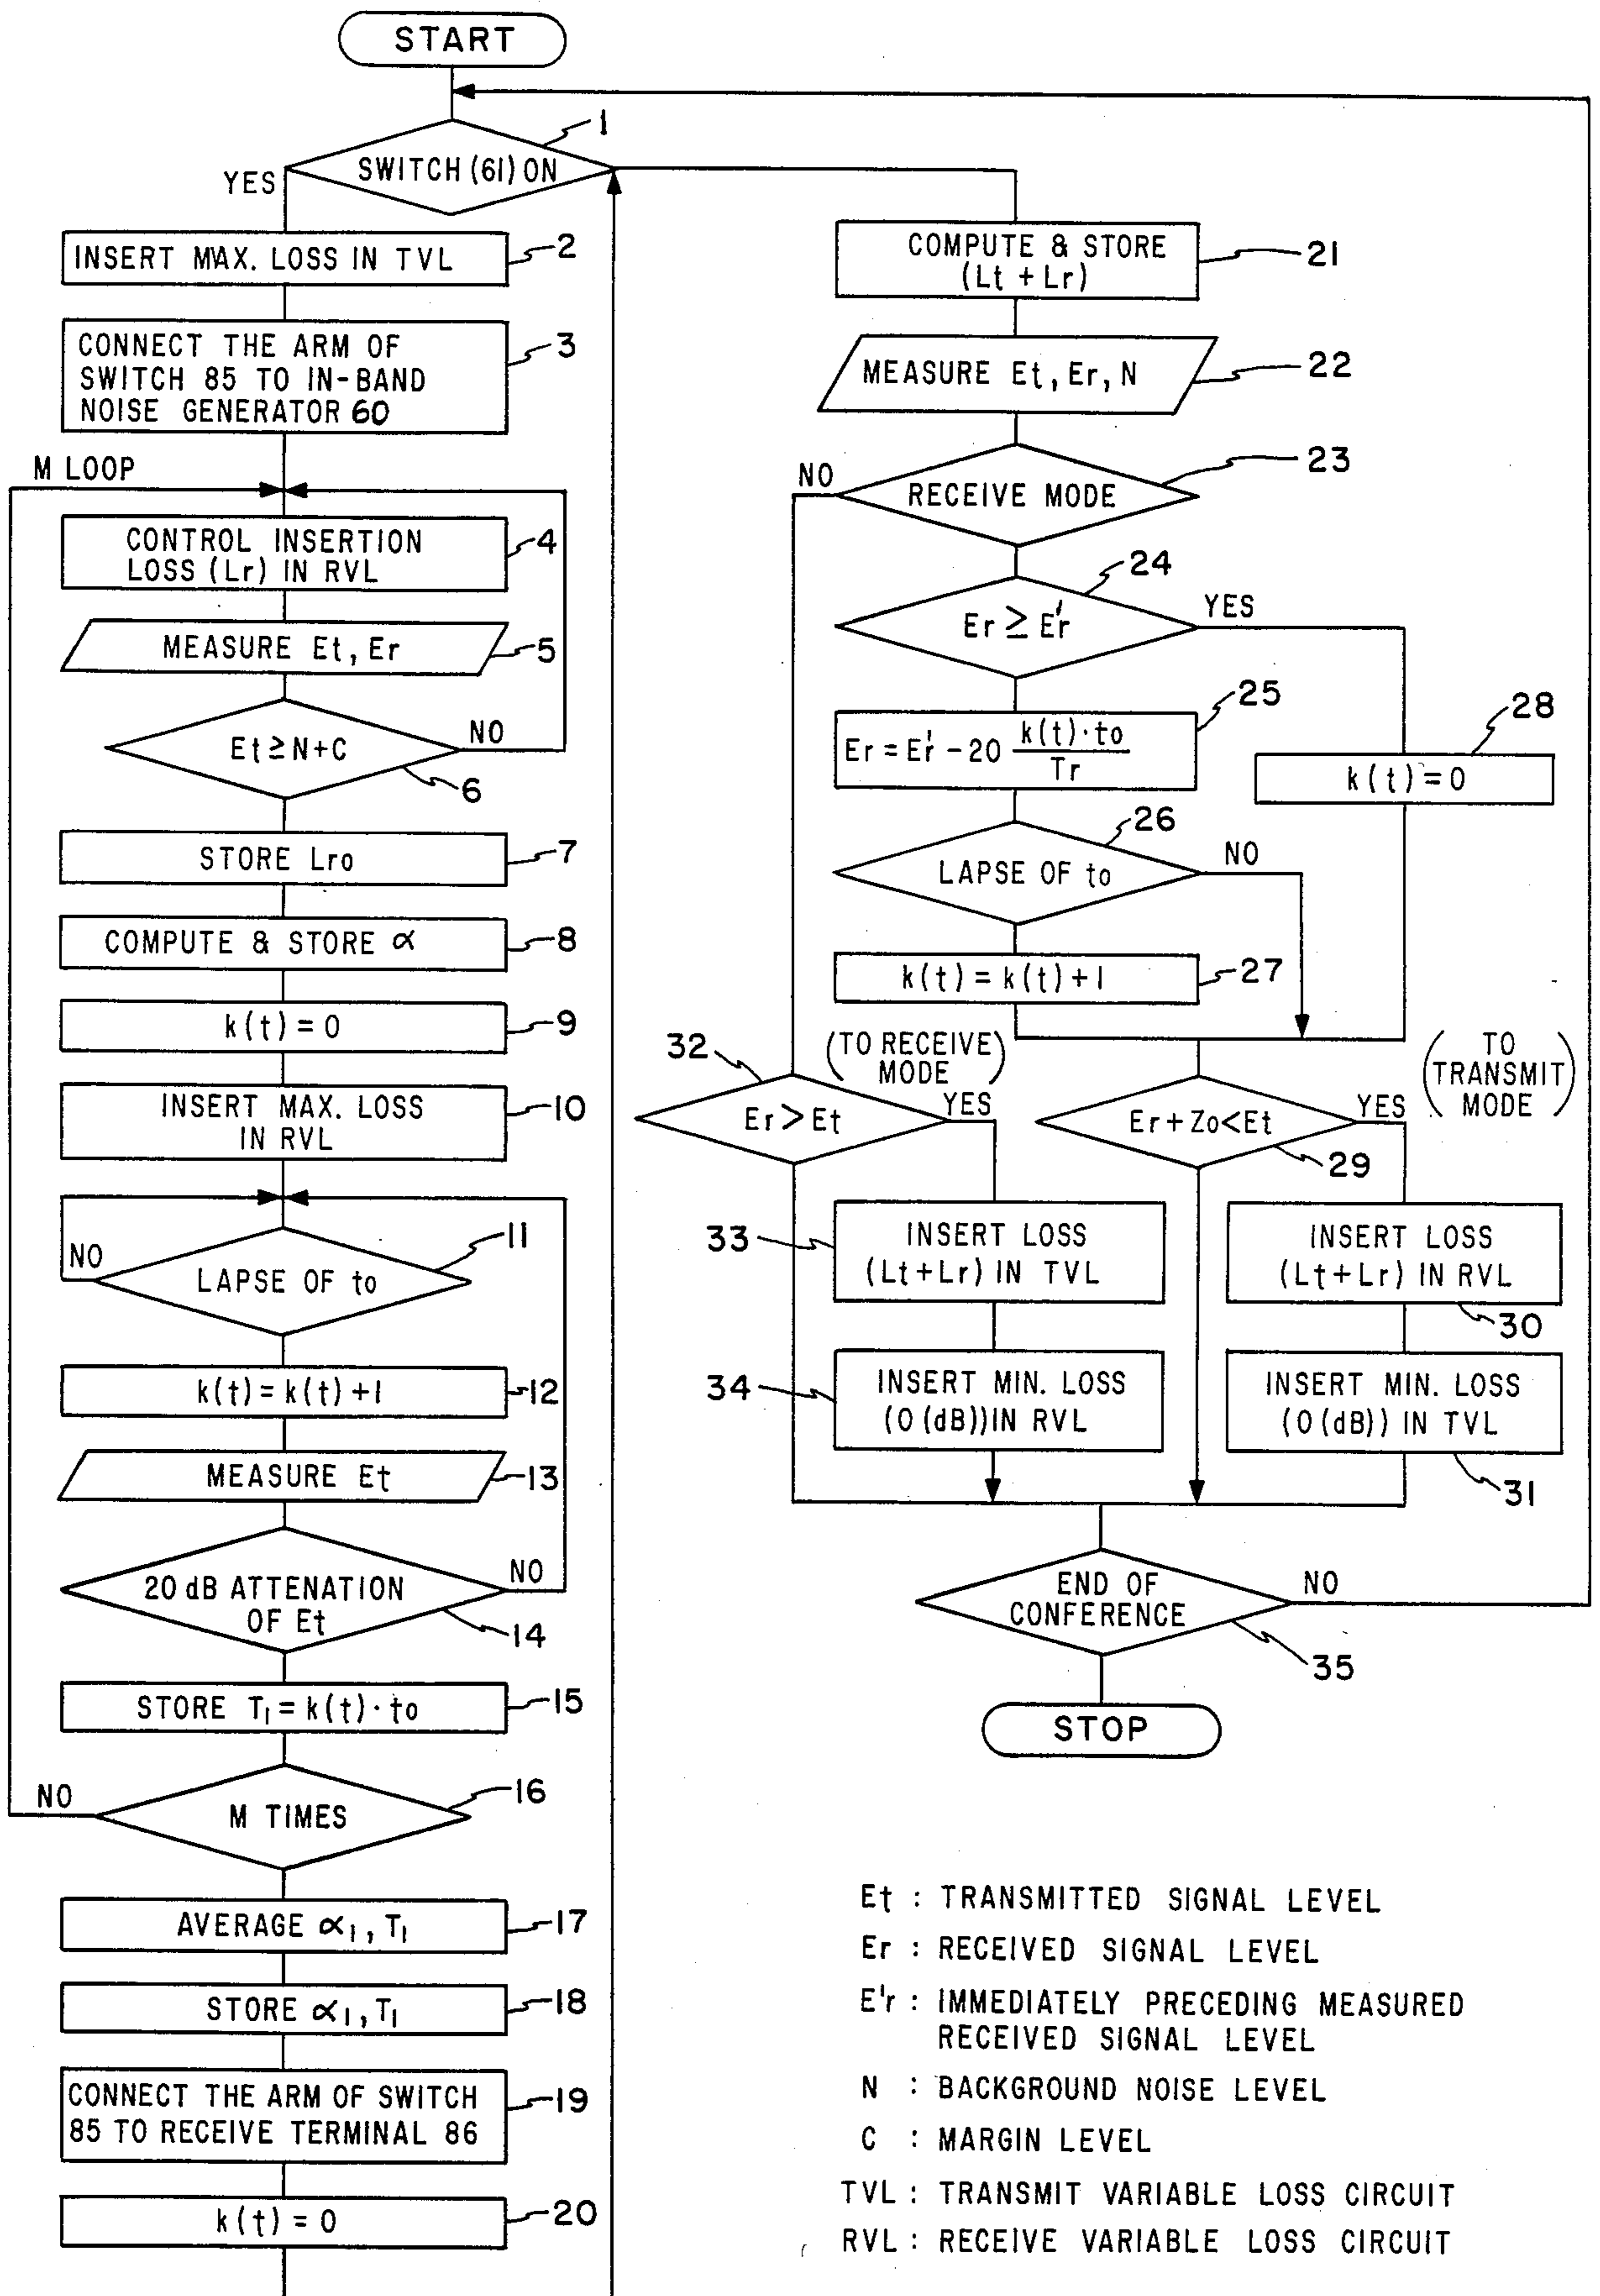 START
1
SWITCH (61) ON
YES
INSERT MAX. LOSS IN TVL
2
CONNECT THE ARM OF
SWITCH 85 TO IN-BAND
NOISE GENERATOR 60
3
M LOOP
CONTROL INSERTION
LOSS (Lr) IN RVL
4
MEASURE Et, Er
5
Et ≥ N+C
NO
6
STORE Lro
7
COMPUTE & STORE α
8
k(t) = 0
9
INSERT MAX. LOSS
IN RVL
10
11
NO
LAPSE OF to
k(t) = k(t) +1
12
MEASURE Et
13
20 dB ATTENATION
OF Et
NO
14
STORE T1 = k(t)·to
15
NO
M TIMES
16
AVERAGE α1, T1
17
STORE α1, T1
18
CONNECT THE ARM OF SWITCH
85 TO RECEIVE TERMINAL 86
19
k(t) = 0
20
COMPUTE & STORE
(Lt + Lr)
21
MEASURE Et, Er, N
22
NO
RECEIVE MODE
23
24
Er ≥ E'r
YES
Er = E'r - 20 k(t)·to / Tr
25
28
k(t) = 0
26
LAPSE OF to
NO
k(t) = k(t) +1
27
32
(TO RECEIVE
MODE)
Er > Et
YES
(TO
TRANSMIT
MODE)
Er + Zo < Et
YES
29
33
INSERT LOSS
(Lt+Lr) IN TVL
INSERT LOSS
(Lt+Lr) IN RVL
30
34
INSERT MIN. LOSS
(0 (dB)) IN RVL
INSERT MIN. LOSS
(0 (dB)) IN TVL
31
END OF
CONFERENCE
NO
35
STOP
Et : TRANSMITTED SIGNAL LEVEL
Er : RECEIVED SIGNAL LEVEL
E'r : IMMEDIATELY PRECEDING MEASURED
RECEIVED SIGNAL LEVEL
N : BACKGROUND NOISE LEVEL
C : MARGIN LEVEL
TVL : TRANSMIT VARIABLE LOSS CIRCUIT
RVL : RECEIVE VARIABLE LOSS CIRCUIT